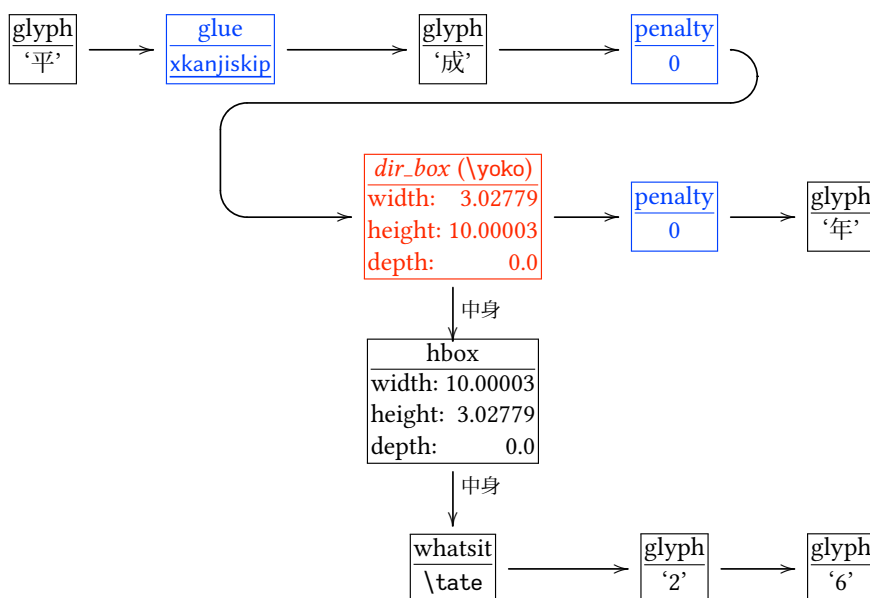 glyph
‘平’
glue
xkanjiskip
glyph
‘成’
penalty
0
dir_box (\yoko)
width: 3.02779
height: 10.00003
depth: 0.0
penalty
0
glyph
‘年’
中身
hbox
width: 10.00003
height: 3.02779
depth: 0.0
中身
whatsit
\tate
glyph
‘2’
glyph
‘6’